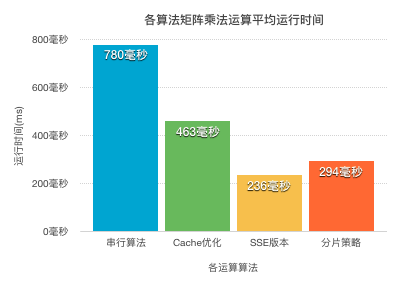 各算法矩阵乘法运算平均运行时间
800毫秒
600毫秒
400毫秒
200毫秒
0毫秒
运行时间(ms)
780毫秒
463毫秒
236毫秒
294毫秒
串行算法
Cache优化
SSE版本
分片策略
各运算算法